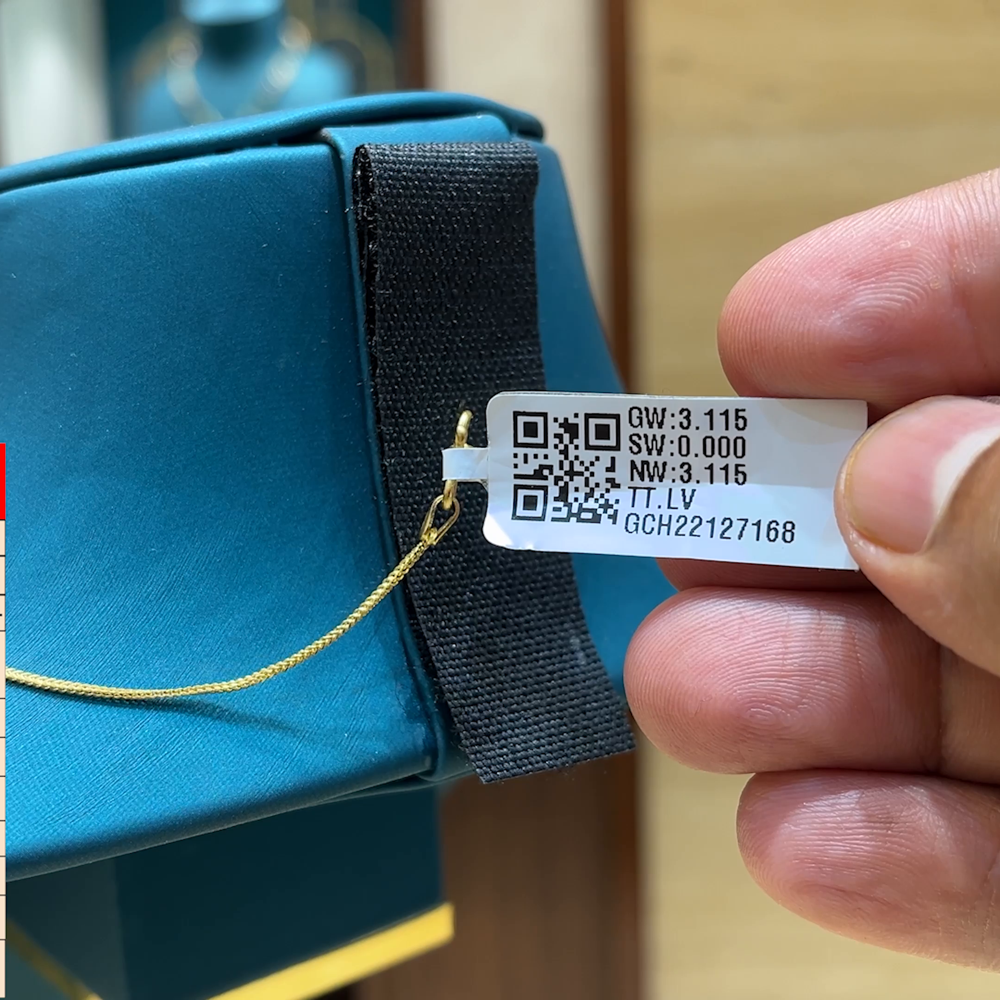 GW:3.115
SW:0.000
NW:3.115
TT.LV
GCH22127168